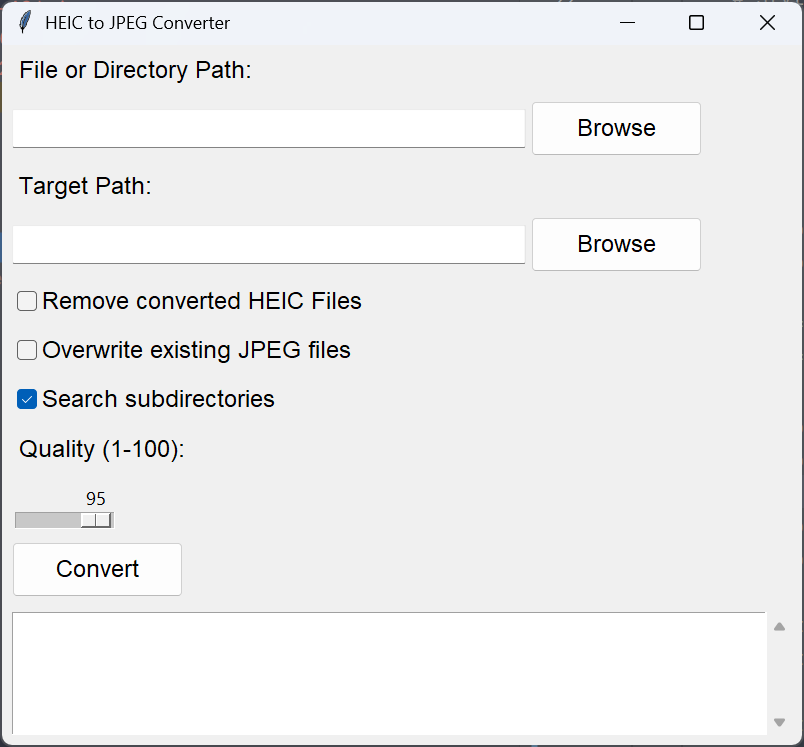 HEIC to JPEG Converter
File or Directory Path:
Browse
Target Path:
Browse
Remove converted HEIC Files
Overwrite existing JPEG files
Search subdirectories
Quality (1-100):
95
Convert